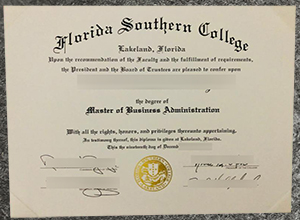 Florida Southern College
Lakeland, Florida
Upon the recommendation of the Faculty and the fulfillment of requirements,
the President and the Board of Trustees are pleased to confer upon
the degree of
Master of Business Administration
With all the rights, honors, and privileges thereunto appertaining.
In testimony thereof, this diploma is given at Lakeland, Florida,
This the nineteenth day of